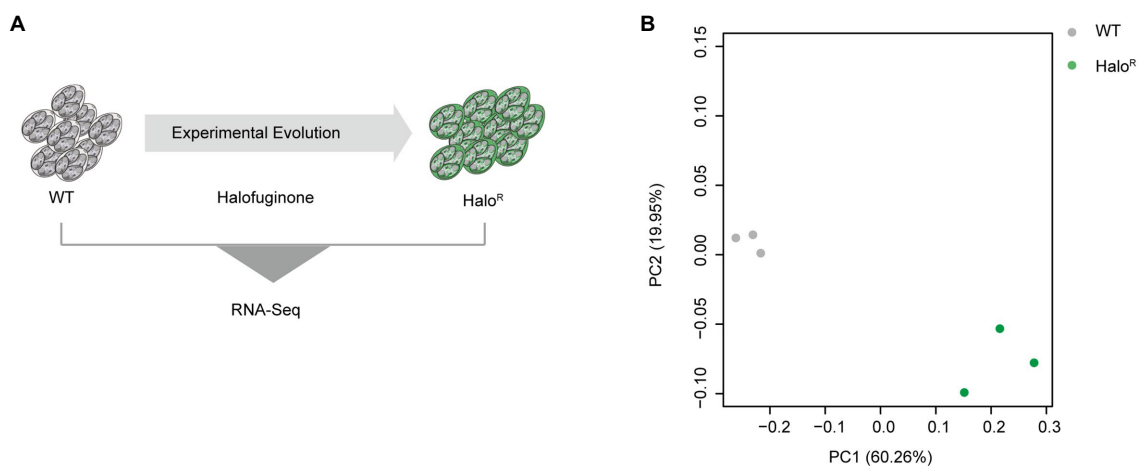 A
Experimental Evolution
WT
Halofuginone
Halo^R
RNA-Seq
B
WT
Halo^R
0.15
0.10
0.05
0.00
−0.05
−0.10
PC2 (19.95%)
−0.2 −0.1 0.0 0.1 0.2 0.3
PC1 (60.26%)